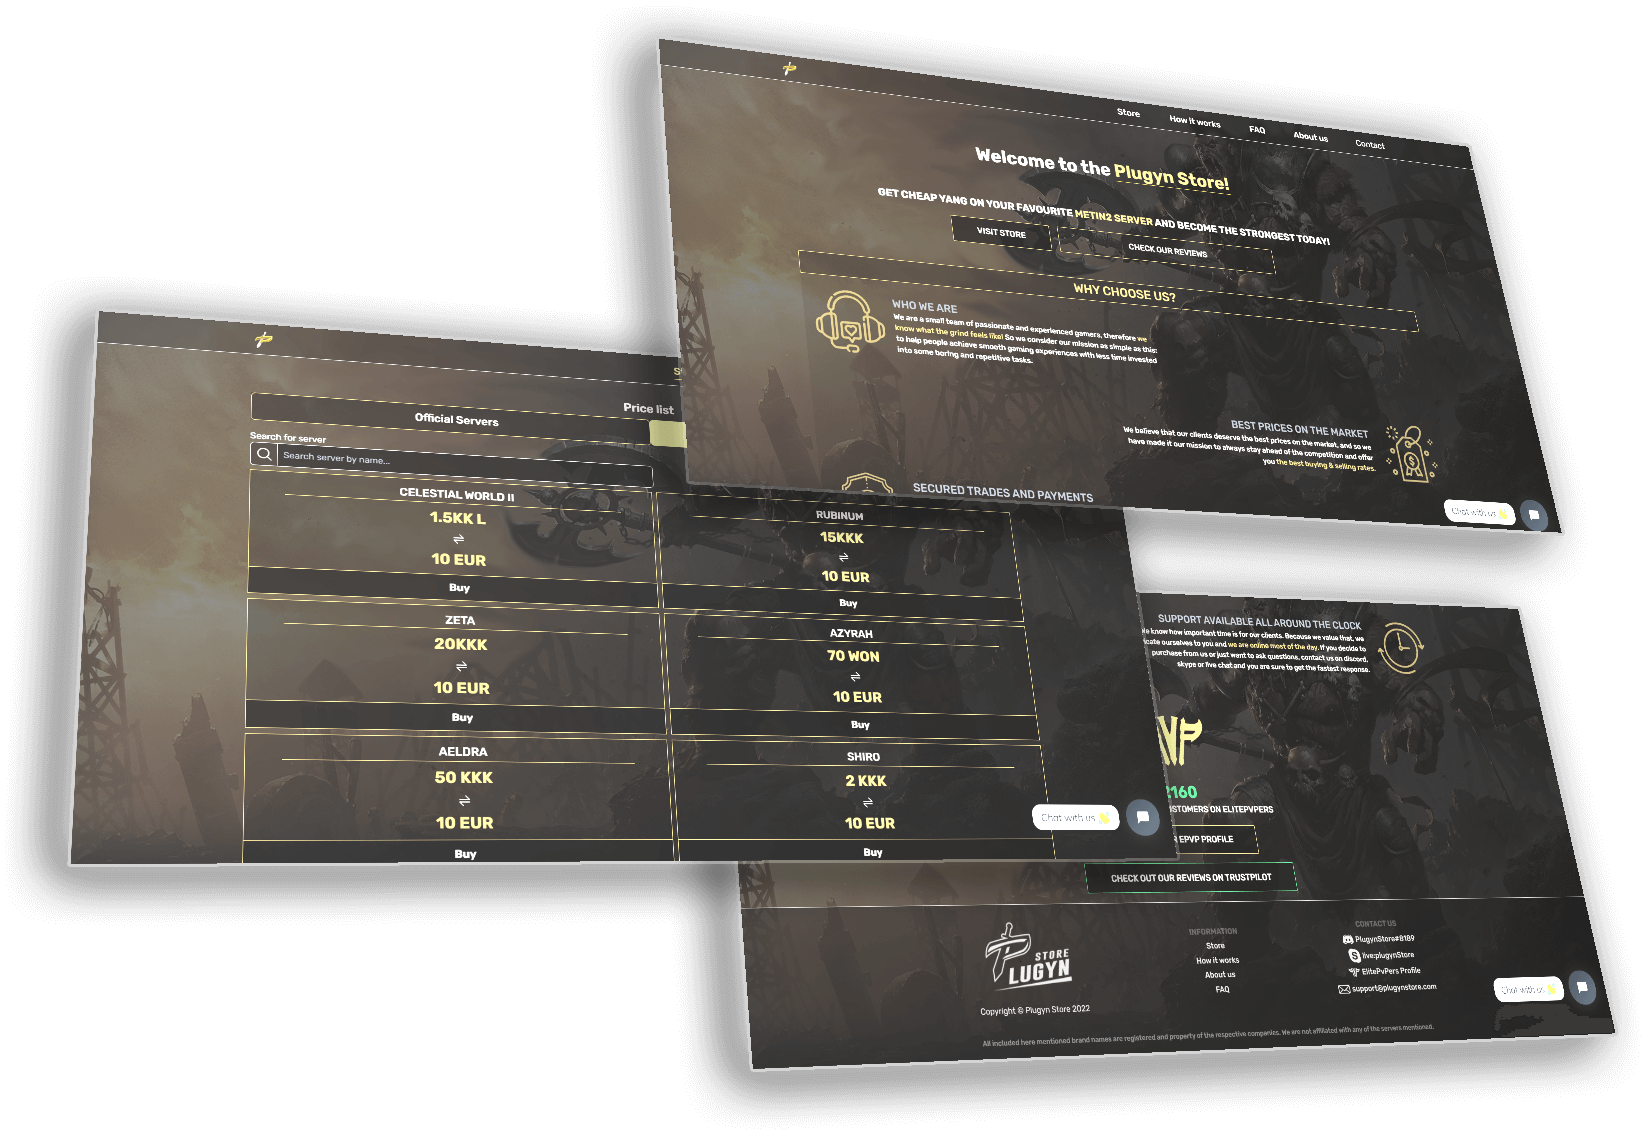 Store
How it works
FAQ
About us
Contact
Welcome to the Plugyn Store!
GET CHEAP YANG ON YOUR FAVOURITE METIN2 SERVER AND BECOME THE STRONGEST TODAY!
VISIT STORE
CHECK OUR REVIEWS
WHY CHOOSE US?
WHO WE ARE
We are a small team of passionate and experienced gamers, therefore we
know what the grind feels like! So we consider our mission as simple as this:
to help people achieve smooth gaming experiences with less time invested
into some boring and repetitive tasks.
BEST PRICES ON THE MARKET
We believe that our clients deserve the best prices on the market, and so we
have made it our mission to always stay ahead of the competition and offer
you the best buying & selling rates.
SECURED TRADES AND PAYMENTS
Chat with us
Price list
Official Servers
Search for server
Search server by name...
CELESTIAL WORLD II
1.5KK L
⇌
10 EUR
Buy
RUBINUM
15KKK
⇌
10 EUR
Buy
ZETA
20KKK
⇌
10 EUR
Buy
AZYRAH
70 WON
⇌
10 EUR
Buy
AELDRA
50 KKK
⇌
10 EUR
Buy
SHIRO
2 KKK
⇌
10 EUR
Buy
Chat with us
SUPPORT AVAILABLE ALL AROUND THE CLOCK
know how important time is for our clients. Because we value that, we
ourselves to you and we are online most of the day. If you decide to
purchase from us or just want to ask questions, contact us on discord,
skype or live chat and you are sure to get the fastest response.
160
ON ELITEPVPERS
EPVP PROFILE
CHECK OUT OUR REVIEWS ON TRUSTPILOT
STORE
PLUGYN
Copyright © Plugyn Store 2022
INFORMATION
Store
How it works
About us
FAQ
CONTACT US
PlugynStore#8189
live:plugynStore
ElitePvPers Profile
support@plugynstore.com
Chat with us
All included here mentioned brand names are registered and property of the respective companies. We are not affiliated with any of the servers mentioned.